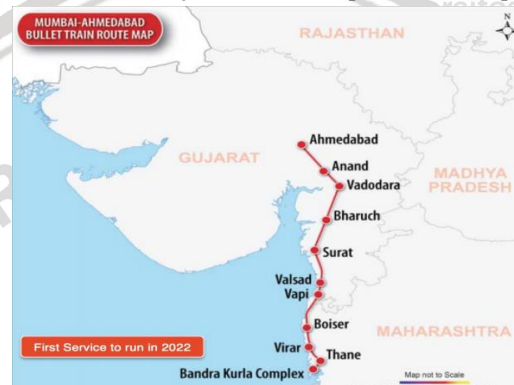 MUMBAI-AHMEDABAD
BULLET TRAIN ROUTE MAP
RAJASTHAN
N
Ahmedabad
GUJARAT
Anand
Vadodara
MADHYA
PRADESH
Bharuch
Surat
Valsad
Vapi
Boiser
MAHARASHTRA
First Service to run in 2022
Virar
Thane
Bandra Kurla Complex
Map not to Scale